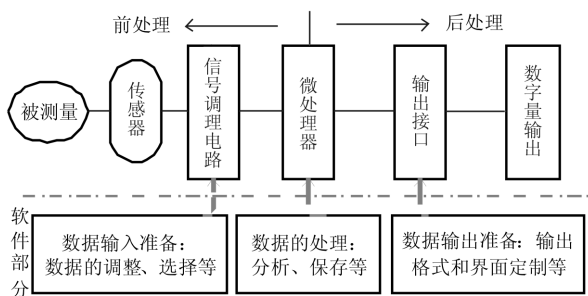 前处理
后处理
被测量
传感器
信号调理电路
微处理器
输出接口
数字量输出
软件部分
数据输入准备：
数据的调整、选择等
数据的处理：
分析、保存等
数据输出准备：输出
格式和界面定制等